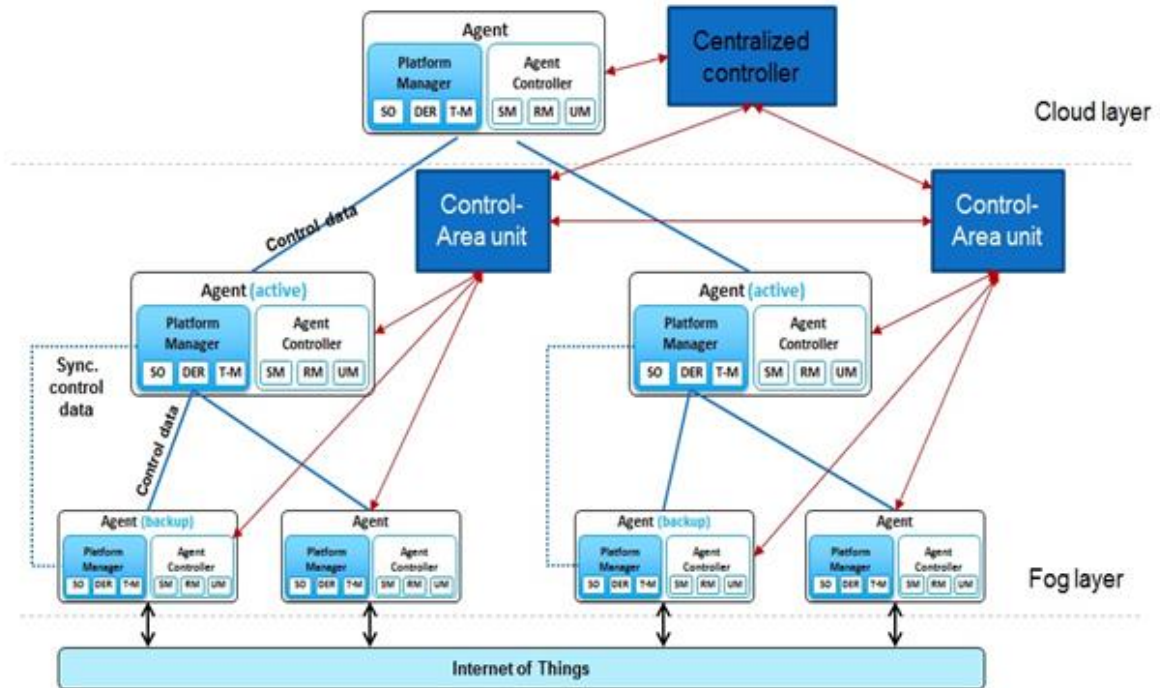 Agent
Platform
Manager
SO DER T-M
Agent
Controller
SM RM UM
Centralized
controller
Cloud layer
Control data
Control-
Area unit
Control-
Area unit
Agent (active)
Platform
Manager
SO DER T-M
Agent
Controller
SM RM UM
Agent (active)
Platform
Manager
SO DER T-M
Agent
Controller
SM RM UM
Sync.
control
data
Control data
Agent (backup)
Platform
Manager
SO DER T-M
Agent
Controller
SM RM UM
Agent
Platform
Manager
SO DER T-M
Agent
Controller
SM RM UM
Agent (backup)
Platform
Manager
SO DER T-M
Agent
Controller
SM RM UM
Agent
Platform
Manager
SO DER T-M
Agent
Controller
SM RM UM
Fog layer
Internet of Things